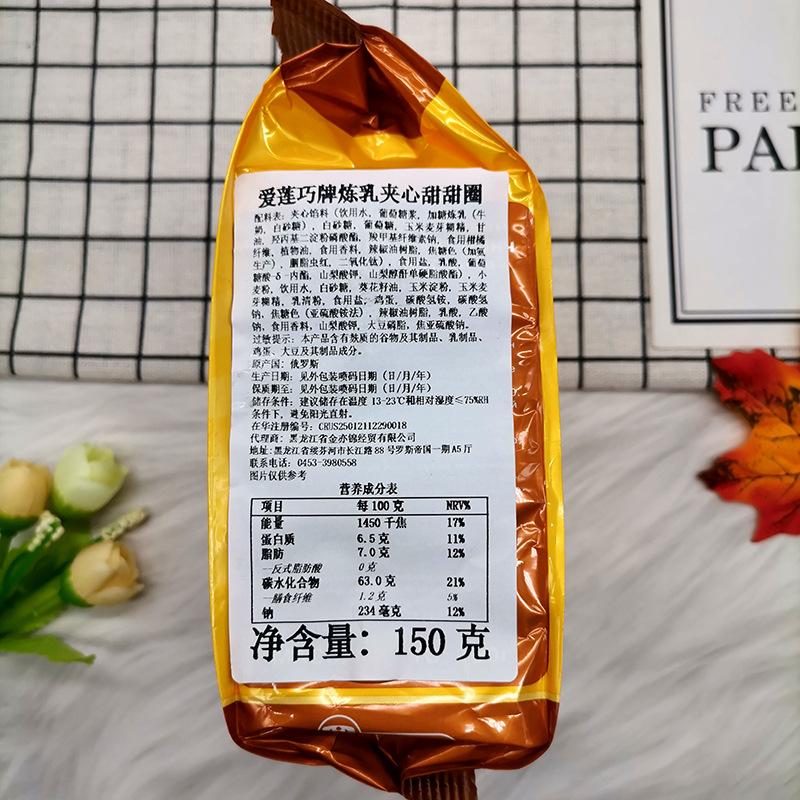 FREE
PA
爱莲巧牌炼乳夹心甜甜圈
配料表：夹心馅料（饮用水，葡萄糖浆，加糖炼乳（牛
奶，白砂糖），白砂糖，葡萄糖，玉米麦芽糊精，甘
油，羟丙基二淀粉磷酸酯，羧甲基纤维素钠，食用柑橘
纤维，植物油，食用香料，辣椒油树脂，焦糖色（加氨
生产），胭脂虫红，二氧化钛），食用盐，乳酸，葡萄
糖酸-δ-内酯，山梨酸钾，山梨醇酐单硬脂酸酯），小
麦粉，饮用水，白砂糖，葵花籽油，玉米淀粉，玉米麦
芽糊精，乳清粉，食用盐，鸡蛋，碳酸氢铵，碳酸氢
钠，焦糖色（亚硫酸铵法），辣椒油树脂，乳酸，乙酸
钠，食用香料，山梨酸钾，大豆磷脂，焦亚硫酸钠。
过敏提示：本产品含有麸质的谷物及其制品、乳制品、
鸡蛋、大豆及其制品成分。
原产国：俄罗斯
生产日期：见外包装喷码日期（日/月/年）
保质期至：见外包装喷码日期（日/月/年）
储存条件：建议储存在温度 13-23℃和相对湿度≤75%RH
条件下，避免阳光直射。
在华注册编号：CRUS25012112290018
代理商：黑龙江省金亦锦经贸有限公司
地址:黑龙江省绥芬河市长江路 88 号罗斯帝国一期 A5 厅
联系电话：0453-3980558
图片仅供参考
营养成分表
项目 每 100 克 NRV%
能量 1450 千焦 17%
蛋白质 6.5 克 11%
脂肪 7.0 克 12%
—反式脂肪酸 0 克
碳水化合物 63.0 克 21%
—膳食纤维 1.2 克 5%
钠 234 毫克 12%
净含量：150 克